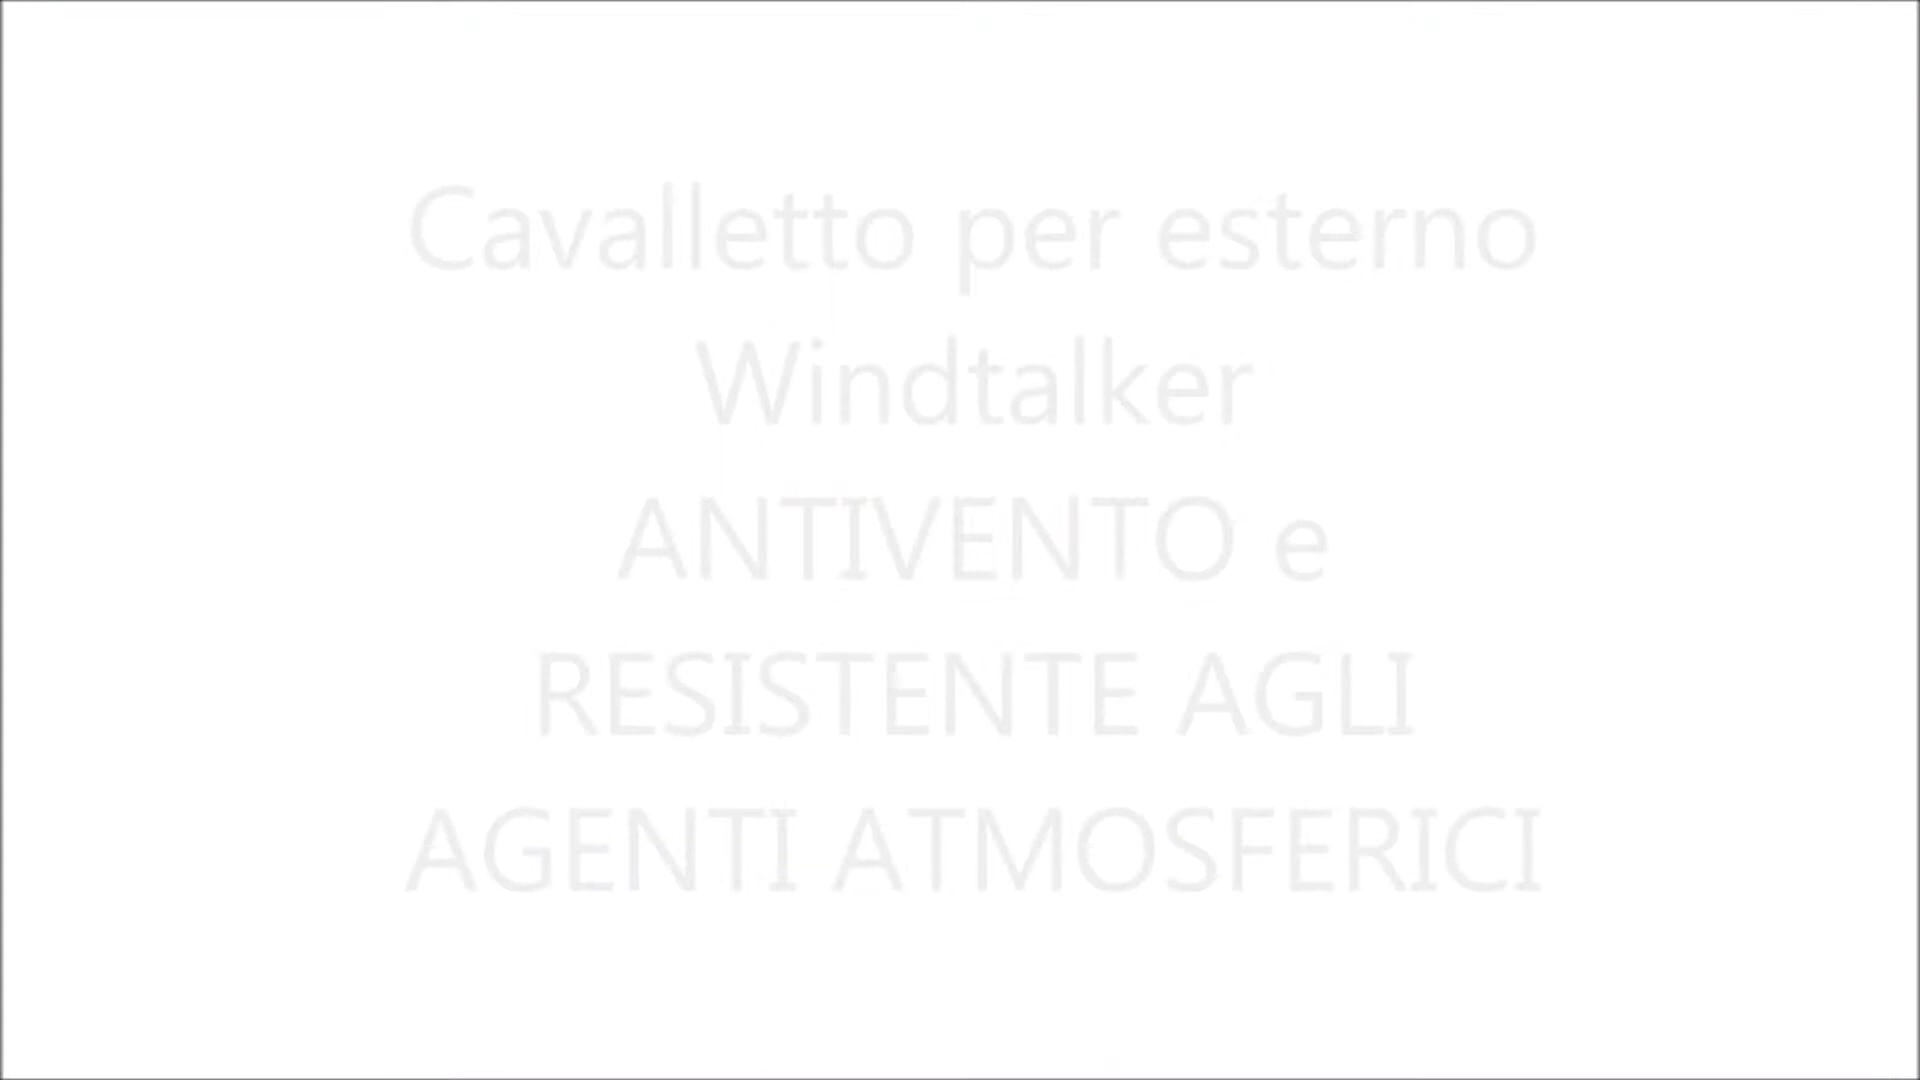 Cavalletto per esterno
Windtalker
ANTIVENTO e
RESISTENTE AGLI
AGENTI ATMOSFERICI